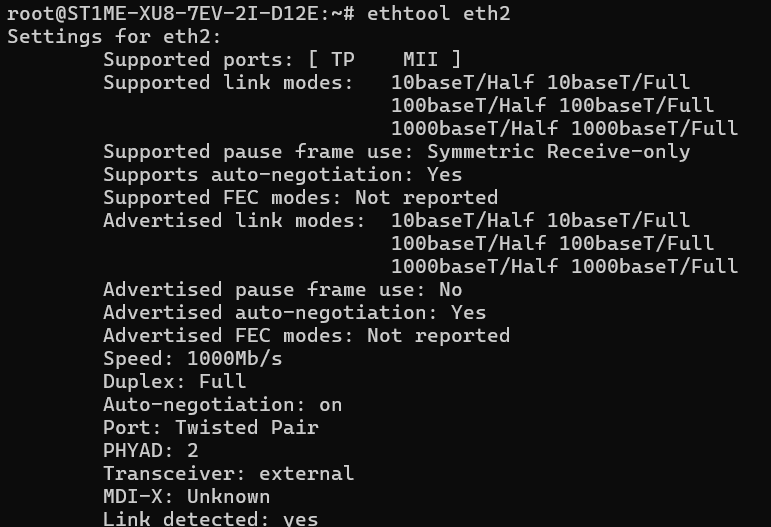 root@ST1ME-XU8-7EV-2I-D12E:~# ethtool eth2
Settings for eth2:
        Supported ports: [ TP    MII ]
        Supported link modes:   10baseT/Half 10baseT/Full
                                100baseT/Half 100baseT/Full
                                1000baseT/Half 1000baseT/Full
        Supported pause frame use: Symmetric Receive-only
        Supports auto-negotiation: Yes
        Supported FEC modes: Not reported
        Advertised link modes:  10baseT/Half 10baseT/Full
                                100baseT/Half 100baseT/Full
                                1000baseT/Half 1000baseT/Full
        Advertised pause frame use: No
        Advertised auto-negotiation: Yes
        Advertised FEC modes: Not reported
        Speed: 1000Mb/s
        Duplex: Full
        Auto-negotiation: on
        Port: Twisted Pair
        PHYAD: 2
        Transceiver: external
        MDI-X: Unknown
        Link detected: yes